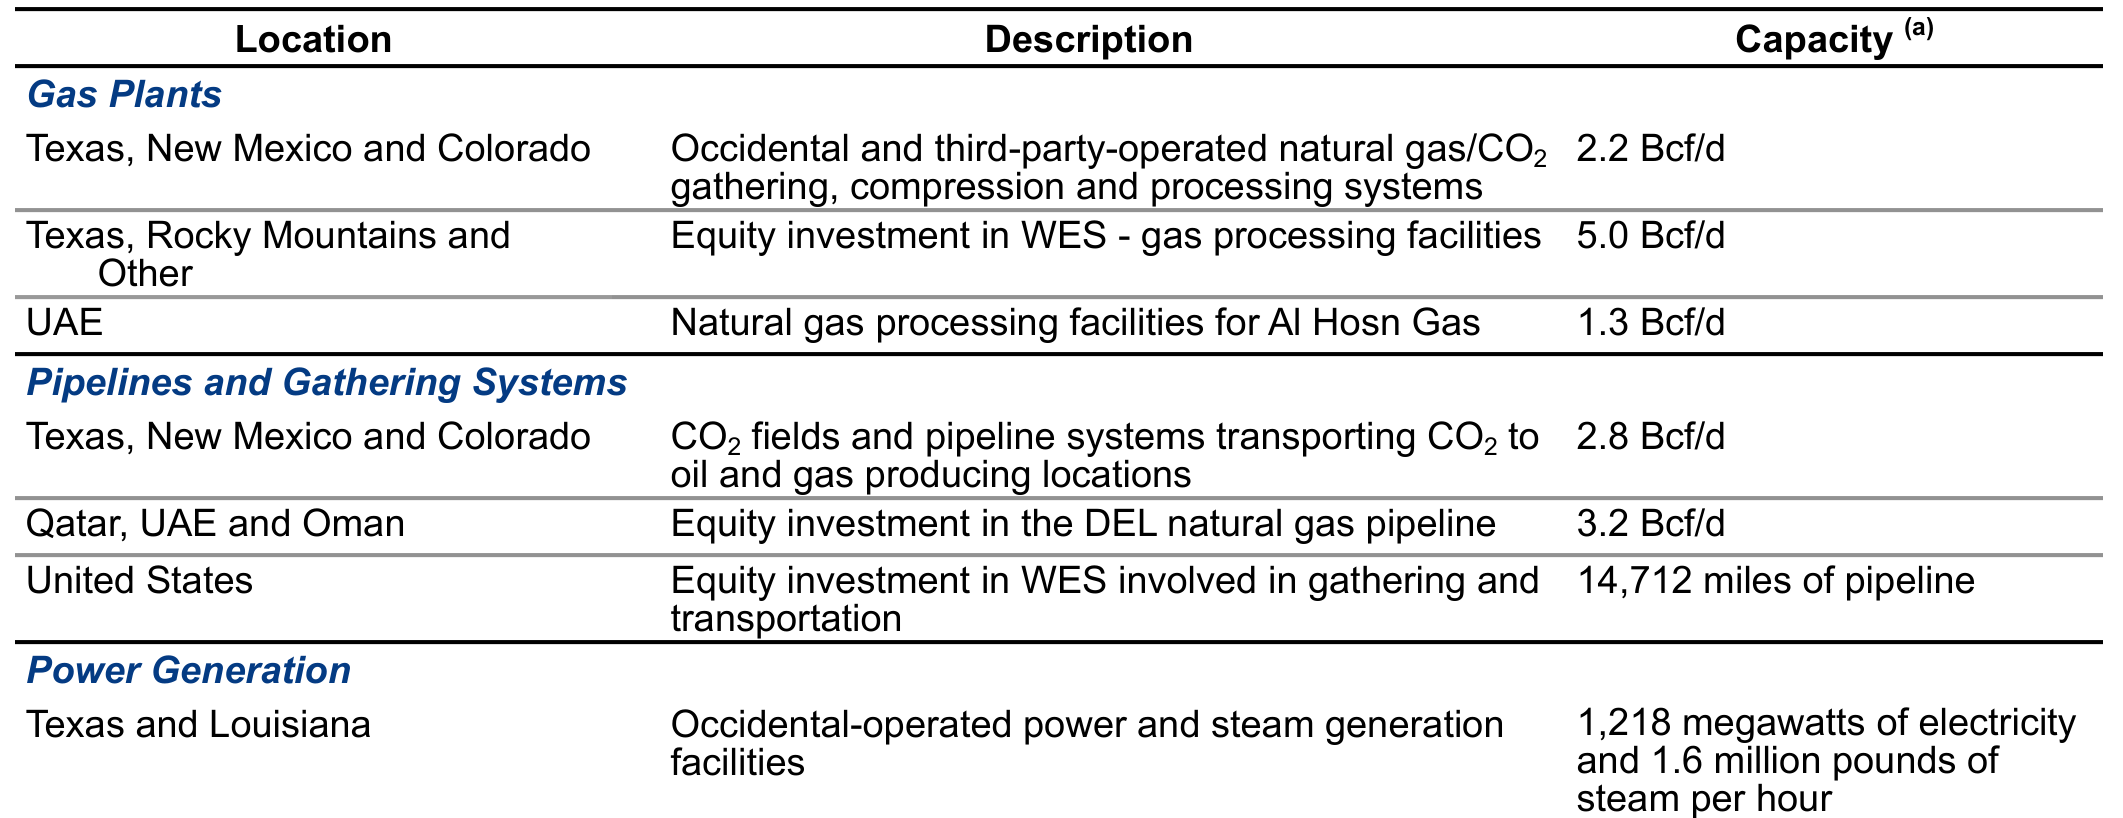 Location Description Capacity (a)
Gas Plants
Texas, New Mexico and Colorado Occidental and third-party-operated natural gas/CO2 2.2 Bcf/d
gathering, compression and processing systems
Texas, Rocky Mountains and Equity investment in WES - gas processing facilities 5.0 Bcf/d
Other
UAE Natural gas processing facilities for Al Hosn Gas 1.3 Bcf/d
Pipelines and Gathering Systems
Texas, New Mexico and Colorado CO2 fields and pipeline systems transporting CO2 to 2.8 Bcf/d
oil and gas producing locations
Qatar, UAE and Oman Equity investment in the DEL natural gas pipeline 3.2 Bcf/d
United States Equity investment in WES involved in gathering and 14,712 miles of pipeline
transportation
Power Generation
Texas and Louisiana Occidental-operated power and steam generation 1,218 megawatts of electricity
facilities and 1.6 million pounds of
steam per hour